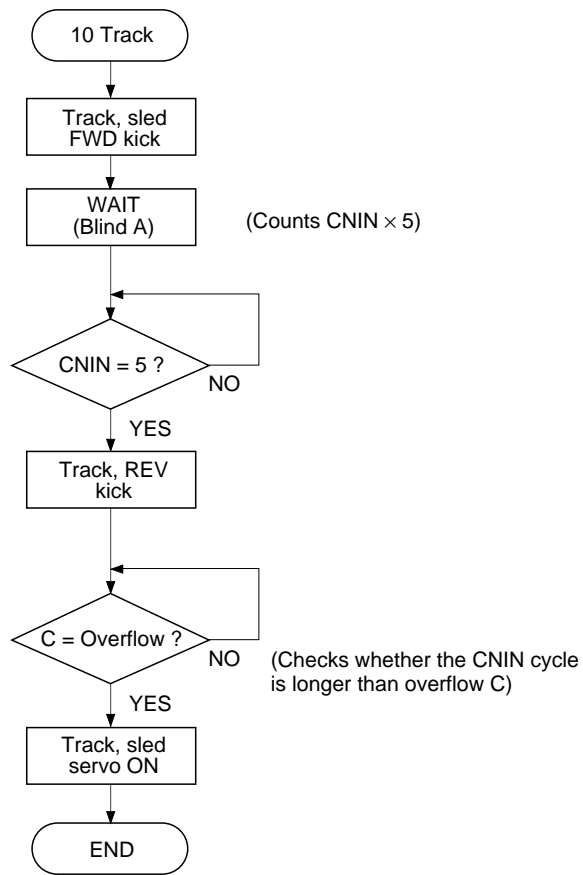 10 Track
Track, sled
FWD kick
WAIT
(Blind A)
(Counts CNIN × 5)
CNIN = 5 ?
NO
YES
Track, REV
kick
C = Overflow ?
NO
(Checks whether the CNIN cycle
is longer than overflow C)
YES
Track, sled
servo ON
END